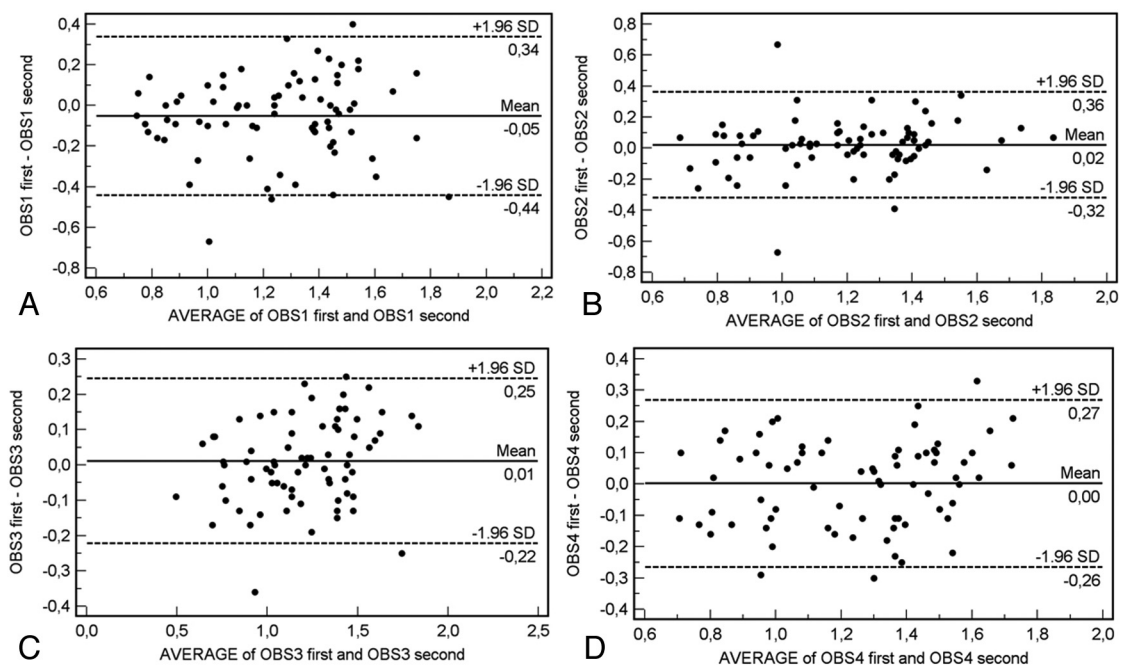 OBS1 first - OBS1 second
0,4
0,2
0,0
-0,2
-0,4
-0,6
-0,8
+1.96 SD
0,34
Mean
-0,05
-1.96 SD
-0,44
0,6 0,8 1,0 1,2 1,4 1,6 1,8 2,0 2,2
AVERAGE of OBS1 first and OBS1 second
A
OBS2 first - OBS2 second
0,8
0,6
0,4
0,2
0,0
-0,2
-0,4
-0,6
-0,8
+1.96 SD
0,36
Mean
0,02
-1.96 SD
-0,32
0,6 0,8 1,0 1,2 1,4 1,6 1,8 2,0
AVERAGE of OBS2 first and OBS2 second
B
OBS3 first - OBS3 second
0,3
0,2
0,1
0,0
-0,1
-0,2
-0,3
-0,4
+1.96 SD
0,25
Mean
0,01
-1.96 SD
-0,22
0,0 0,5 1,0 1,5 2,0 2,5
AVERAGE of OBS3 first and OBS3 second
C
OBS4 first - OBS4 second
0,4
0,3
0,2
0,1
0,0
-0,1
-0,2
-0,3
-0,4
+1.96 SD
0,27
Mean
0,00
-1.96 SD
-0,26
0,6 0,8 1,0 1,2 1,4 1,6 1,8 2,0
AVERAGE of OBS4 first and OBS4 second
D